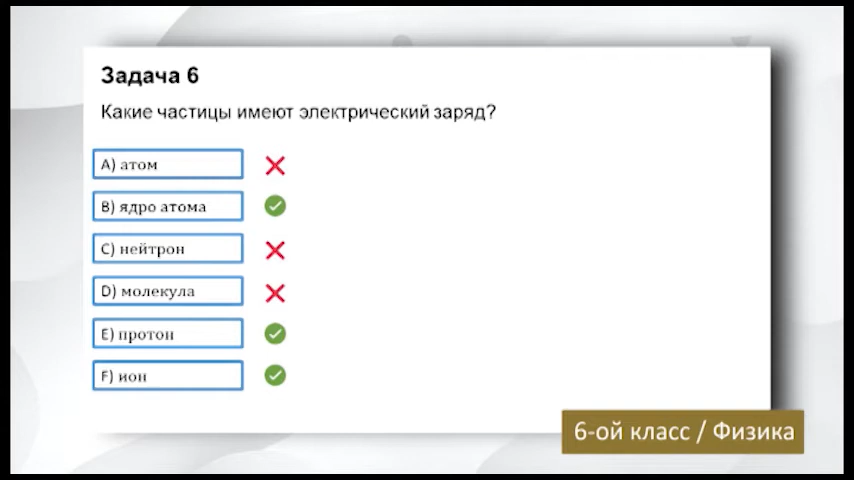 Задача 6
Какие частицы имеют электрический заряд?
A) атом
B) ядро атома
C) нейтрон
D) молекула
E) протон
F) ион
6-ой класс / Физика